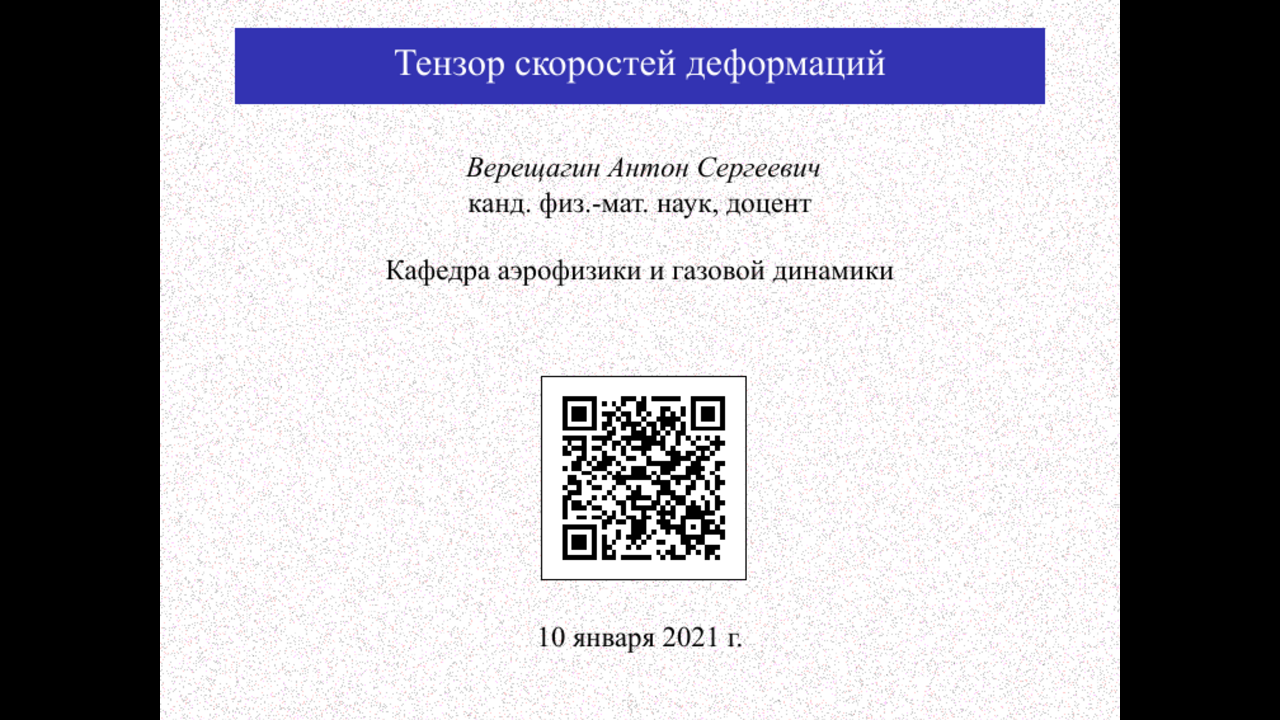 Тензор скоростей деформаций
Верещагин Антон Сергеевич
канд. физ.-мат. наук, доцент
Кафедра аэрофизики и газовой динамики
10 января 2021 г.